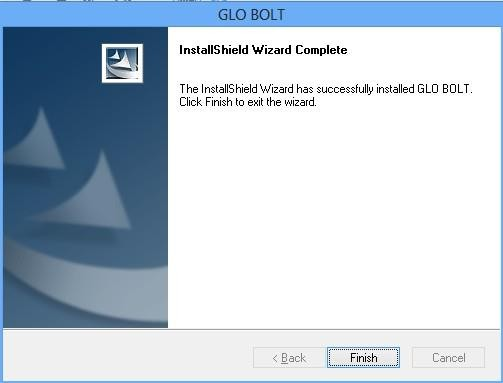 GLO BOLT
InstallShield Wizard Complete
The InstallShield Wizard has successfully installed GLO BOLT.
Click Finish to exit the wizard.
< Back
Finish
Cancel